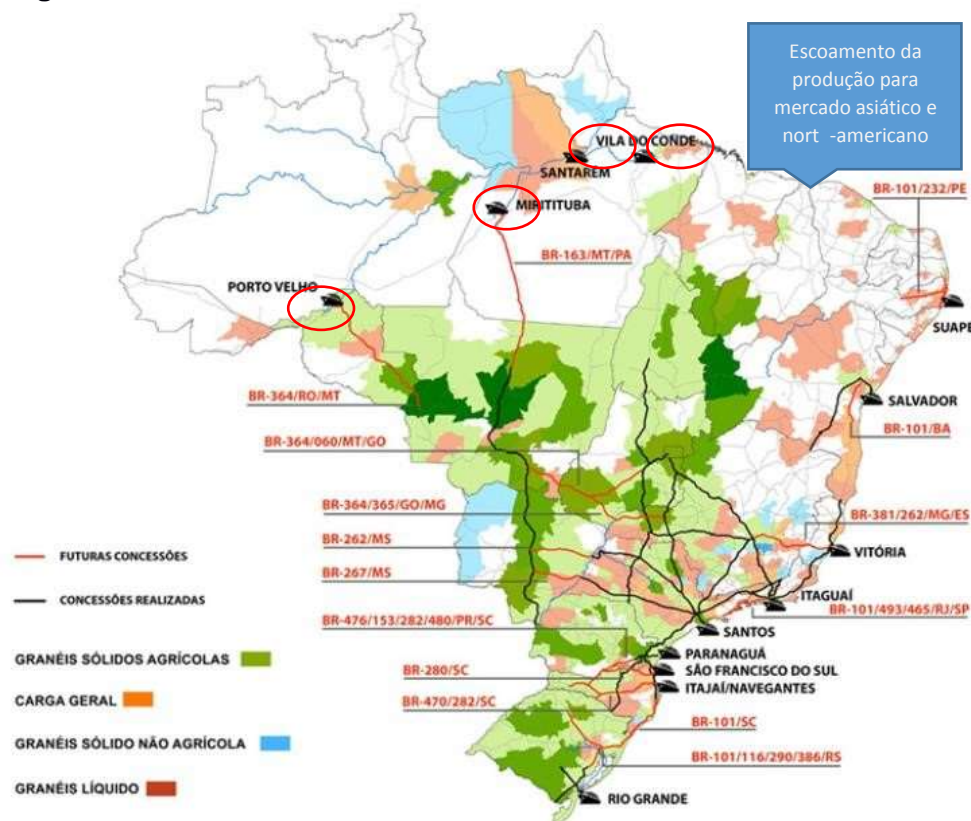 Escoamento da
produção para
mercado asiático e
nort -americano
VILA DO CONDE
SANTARÉM
BR-101/232/PE
MIRITITUBA
BR-163/MT/PA
PORTO VELHO
SUAPE
BR-364/RO/MT
SALVADOR
BR-101/BA
BR-364/060/MT/GO
BR-364/365/GO/MG
BR-381/262/MG/ES
BR-262/MS
VITÓRIA
FUTURAS CONCESSÕES
BR-267/MS
ITAGUAÍ
CONCESSÕES REALIZADAS
BR-101/493/465/RJ/SP
BR-476/153/282/480/PR/SC
SANTOS
GRANÉIS SÓLIDOS AGRÍCOLAS
PARANAGUÁ
BR-280/SC
SÃO FRANCISCO DO SUL
ITAJAÍ/NAVEGANTES
CARGA GERAL
BR-470/282/SC
BR-101/SC
GRANÉIS SÓLIDO NÃO AGRÍCOLA
BR-101/116/290/386/RS
GRANÉIS LÍQUIDO
RIO GRANDE